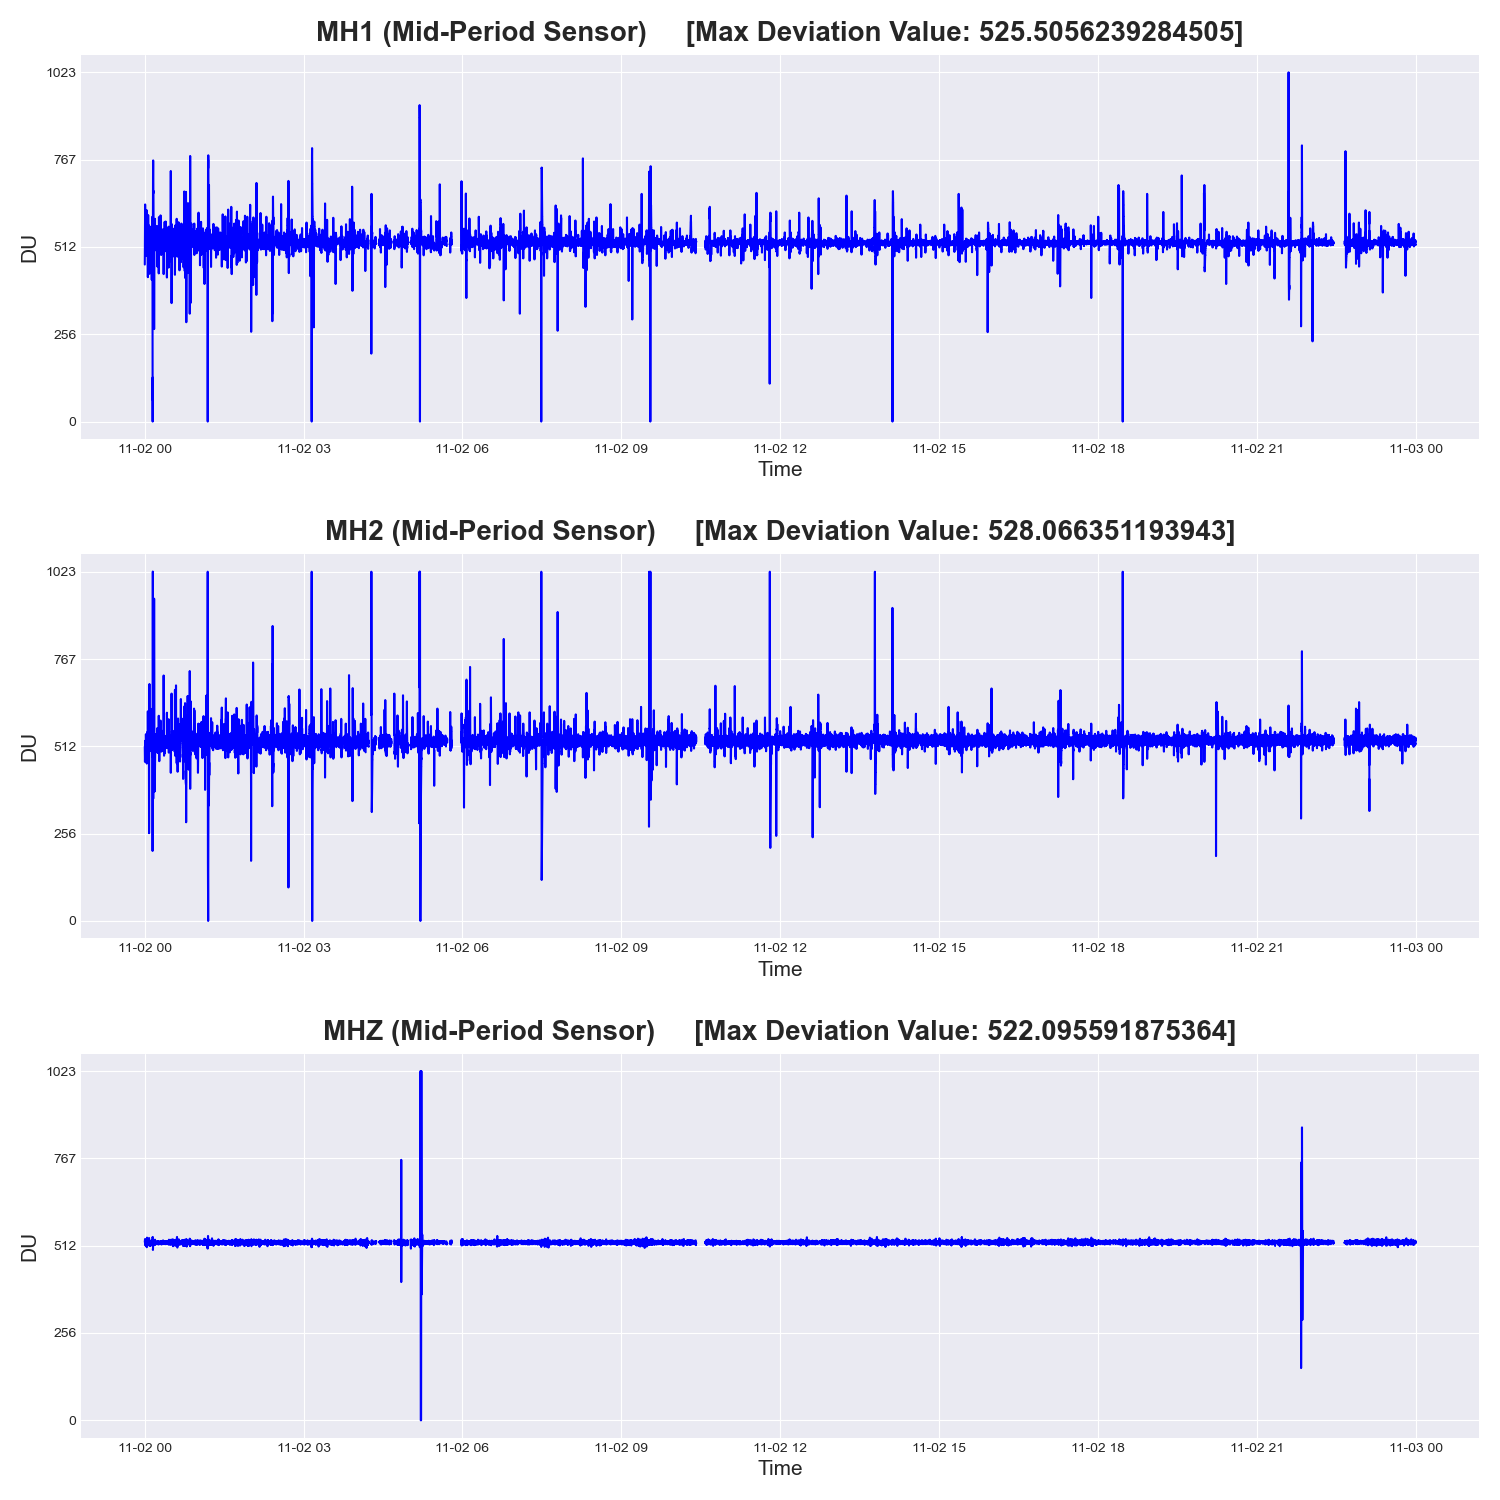 MH1 (Mid-Period Sensor) [Max Deviation Value: 525.5056239284505]
1023
767
512
256
0
DU
11-02 00 11-02 03 11-02 06 11-02 09 11-02 12 11-02 15 11-02 18 11-02 21 11-03 00
Time
MH2 (Mid-Period Sensor) [Max Deviation Value: 528.066351193943]
1023
767
512
256
0
DU
11-02 00 11-02 03 11-02 06 11-02 09 11-02 12 11-02 15 11-02 18 11-02 21 11-03 00
Time
MHZ (Mid-Period Sensor) [Max Deviation Value: 522.095591875364]
1023
767
512
256
0
DU
11-02 00 11-02 03 11-02 06 11-02 09 11-02 12 11-02 15 11-02 18 11-02 21 11-03 00
Time